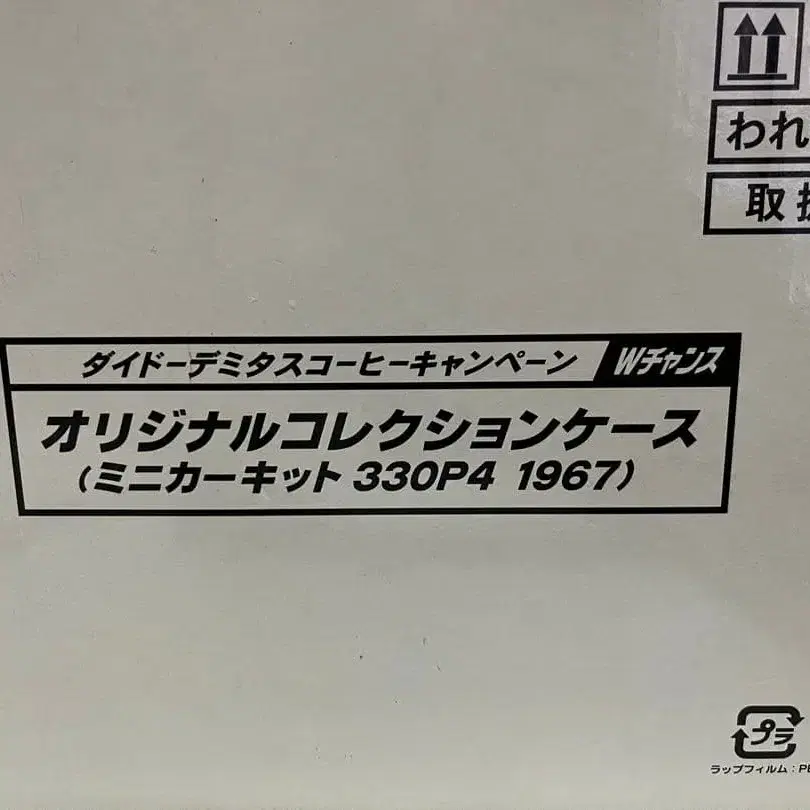 われ
取
ダイドーデミタスコーヒーキャンペーン Wチャンス
オリジナルコレクションケース
(ミニカーキット 330P4 1967)
プラ
ラップフィルム:P